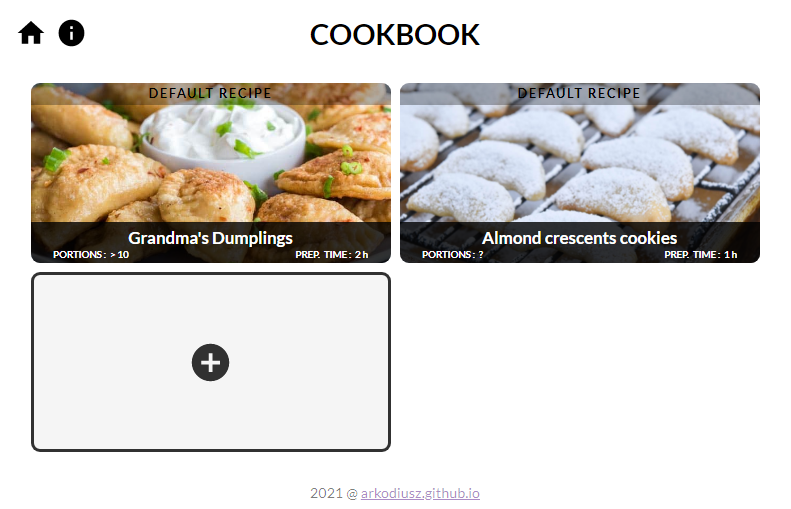 COOKBOOK
DEFAULT RECIPE
Grandma's Dumplings
PORTIONS: >10 PREP. TIME: 2 h
DEFAULT RECIPE
Almond crescents cookies
PORTIONS: ? PREP. TIME: 1 h
2021 @ arkodiusz.github.io